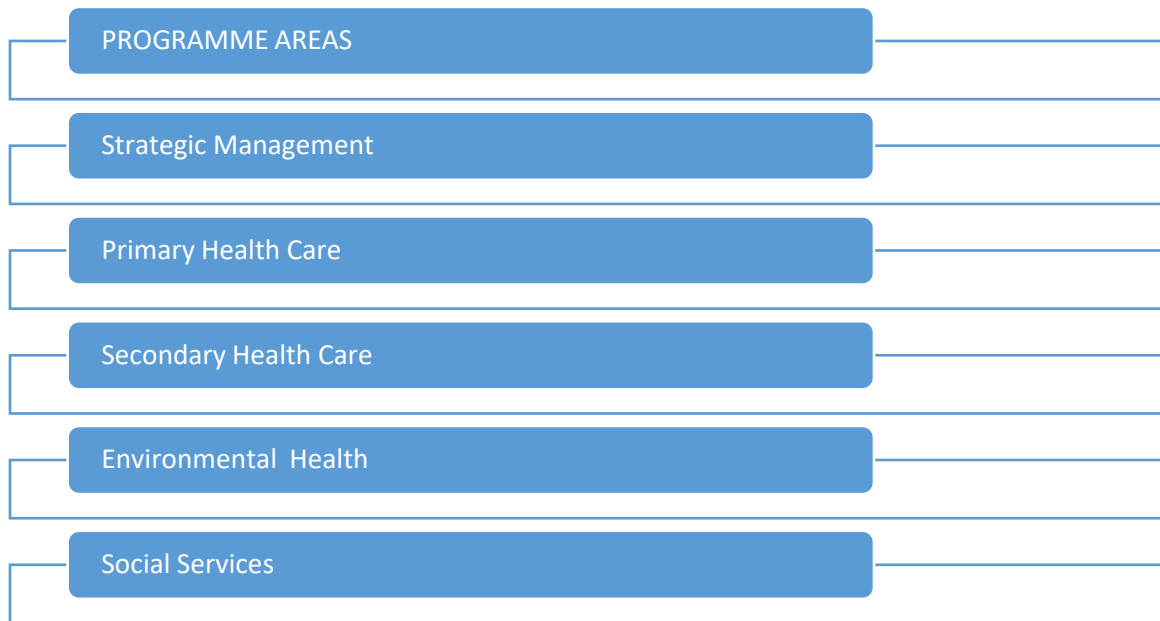 PROGRAMME AREAS
Strategic Management
Primary Health Care
Secondary Health Care
Environmental  Health
Social Services